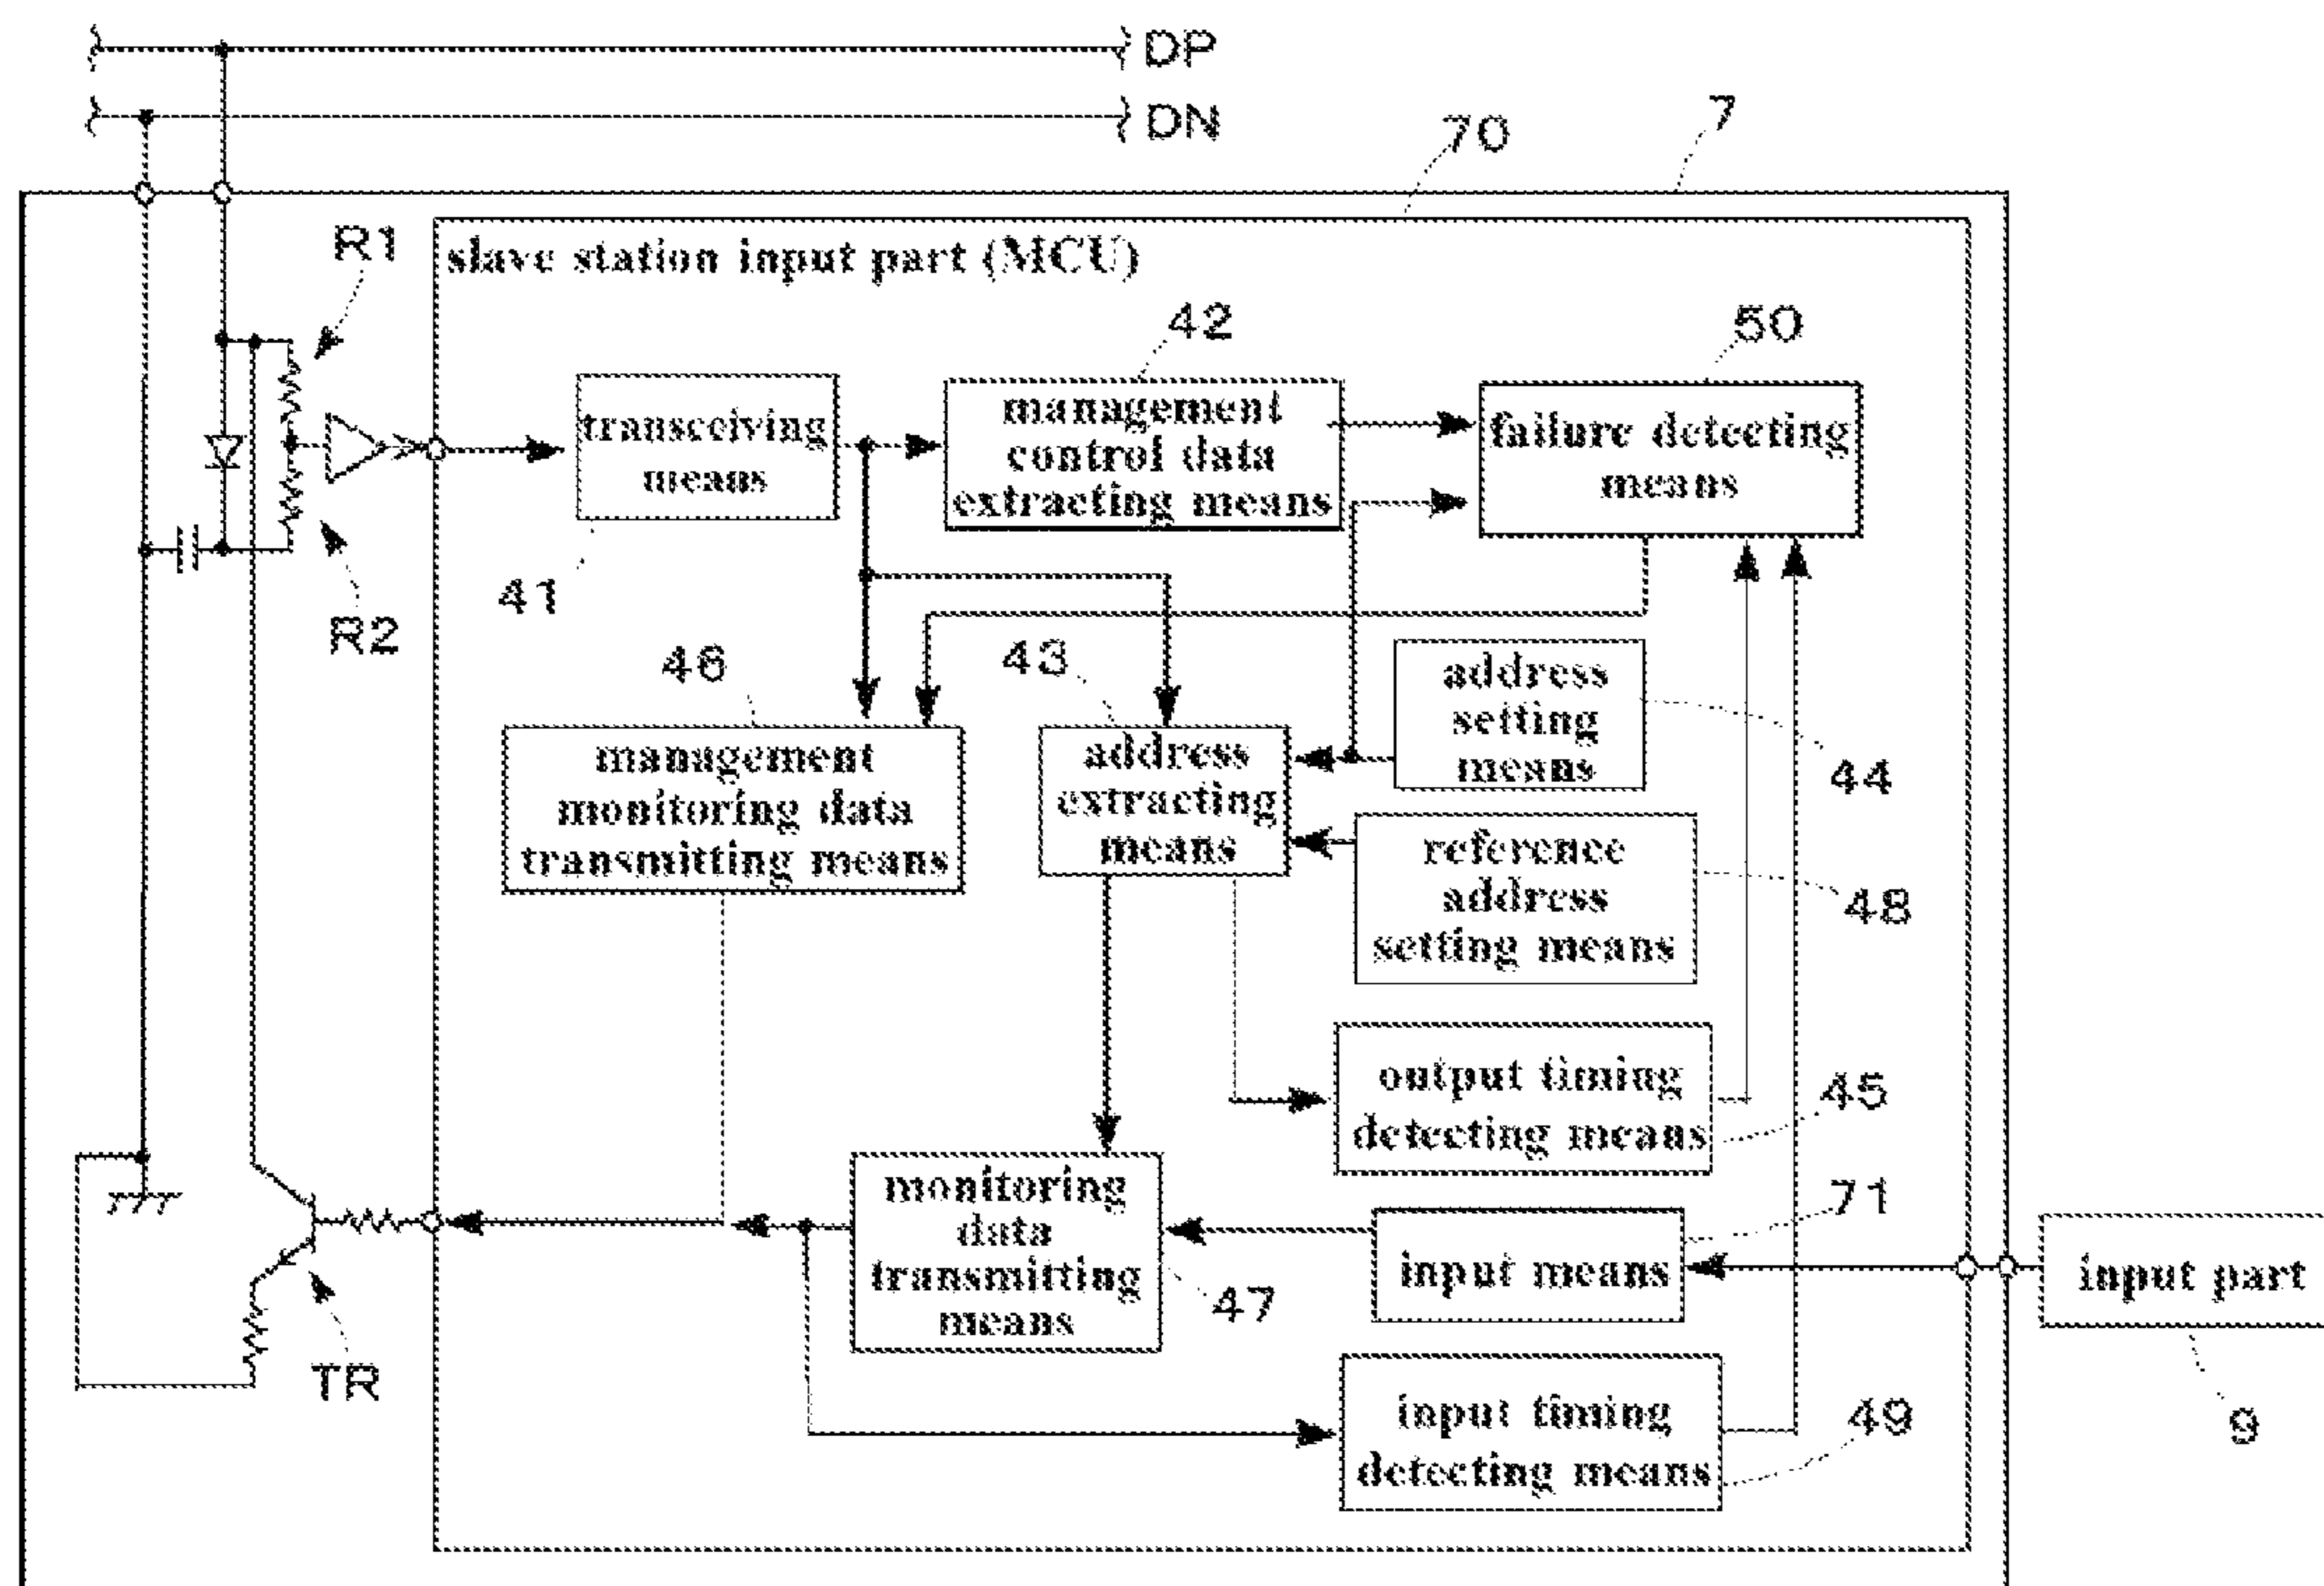 DP
DN
7
70
R1
slave station input part (MCU)
42
50
transceiving
means
management
control data
extracting means
failure detecting
means
41
R2
46
43
address
setting
means
44
management
monitoring data
transmitting means
address
extracting
means
reference
address
setting means
48
output timing
detecting means
45
monitoring
data
transmitting
means
47
71
input means
input part
9
TR
input timing
detecting means
49